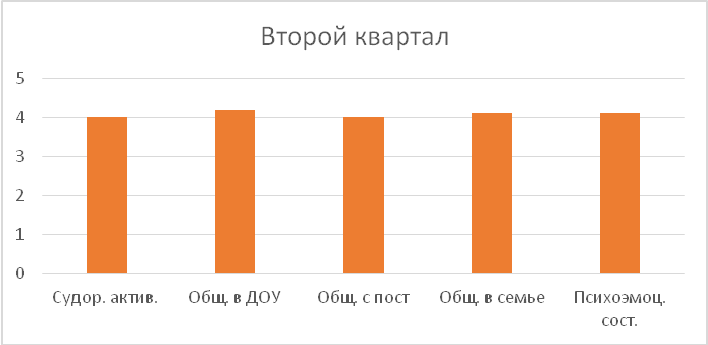 Второй квартал
5
4
3
2
1
0
Судор. актив.
Общ. в ДОУ
Общ. с пост
Общ. в семье
Психоэмоц.
сост.